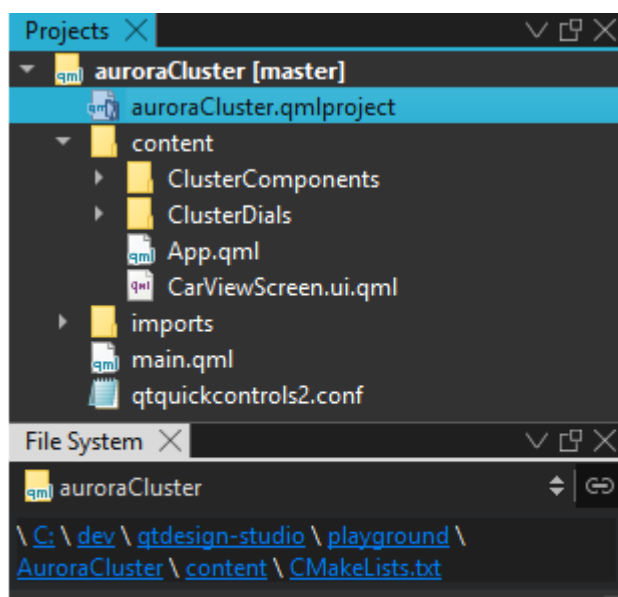 Projects
auroraCluster [master]
auroraCluster.qmlproject
content
ClusterComponents
ClusterDials
App.qml
CarViewScreen.ui.qml
imports
main.qml
qtquickcontrols2.conf
File System
auroraCluster
\ C: \ dev \ qtdesign-studio \ playground \
AuroraCluster \ content \ CMakeLists.txt